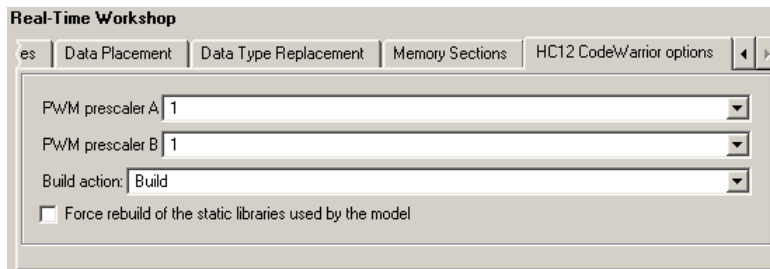 Real-Time Workshop
es Data Placement Data Type Replacement Memory Sections HC12 CodeWarrior options
PWM prescaler A 1
PWM prescaler B 1
Build action: Build
Force rebuild of the static libraries used by the model